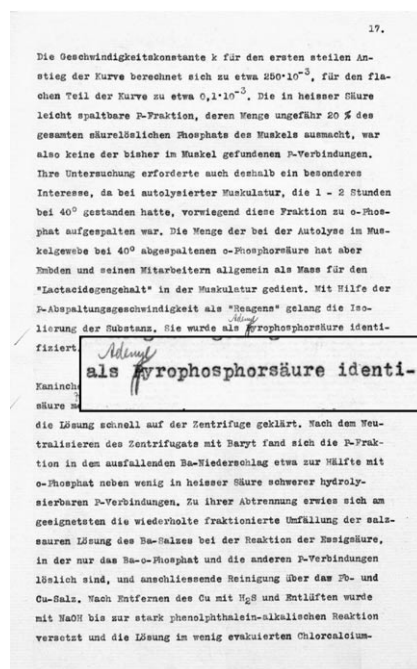 17.
Die Geschwindigkeitskonstante k für den ersten steilen An-
stieg der Kurve berechnet sich zu etwa 250·10⁻³, für den fla-
chen Teil der Kurve zu etwa 0,1·10⁻³. Die in heisser Säure
leicht spaltbare P-Fraktion, deren Menge ungefähr 20 % des
gesamten säurelöslichen Phosphats des Muskels ausmacht, war
also keine der bisher im Muskel gefundenen P-Verbindungen.
Ihre Untersuchung erforderte auch deshalb ein besonderes
Interesse, da bei autolysierter Muskulatur, die 1 - 2 Stunden
bei 40° gestanden hatte, vorwiegend diese Fraktion zu o-Phos-
phat aufgespalten war. Die Menge der bei der Autolyse im Mus-
kelgewebe bei 40° abgespaltenen o-Phosphorsäure hat aber
Embden und seinen Mitarbeitern allgemein als Mass für den
"Lactacidogengehalt" in der Muskulatur gedient. Mit Hilfe der
P-Abspaltungsgeschwindigkeit als "Reagens" gelang die Iso-
Adenyl
lierung der Substanz. Sie wurde als Pyrophosphorsäure identi-
fiziert.
Adenyl
als Pyrophosphorsäure identi-
Kaninche
säure
die Lösung schnell auf der Zentrifuge geklärt. Nach dem Neu-
tralisieren des Zentrifugats mit Baryt fand sich die P-Frak-
tion in dem ausfallenden Ba-Niederschlag etwa zur Hälfte mit
o-Phosphat neben wenig in heisser Säure schwerer hydroly-
sierbaren P-Verbindungen. Zu ihrer Abtrennung erwies sich am
geeignetsten die wiederholte fraktionierte Umfällung der salz-
sauren Lösung des Ba-Salzes bei der Reaktion der Essigsäure,
in der nur das Ba-o-Phosphat und die anderen P-Verbindungen
löslich sind, und anschliessende Reinigung über das Pb- und
Cu-Salz. Nach Entfernen des Cu mit H₂S und Entlüften wurde
mit NaOH bis zur stark phenolphthalein-alkalischen Reaktion
versetzt und die Lösung im wenig evakuierten Chlorcalcium-